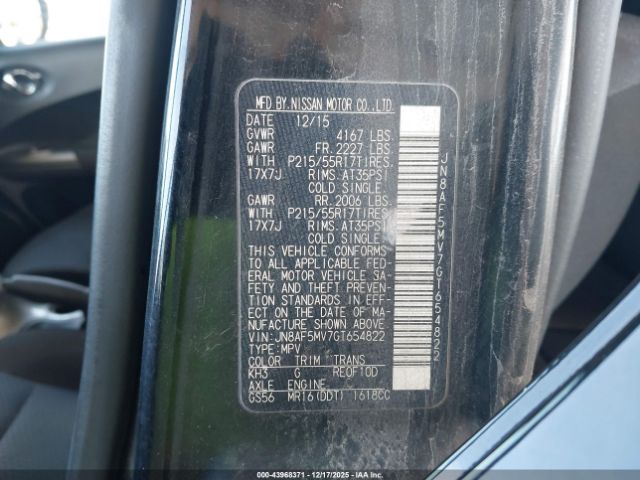 MFD BY.NISSAN MOTOR CO.,LTD.
DATE 12/15
GVWR 4167 LBS
GAWR FR. 2227 LBS
WITH P215/55R17TIRES.
17X7J RIMS.AT35PSI
COLD SINGLE
GAWR RR. 2006 LBS.
WITH P215/55R17TIRES
17X7J RIMS.AT35PSI
COLD SINGLE
THIS VEHICLE CONFORMS
TO ALL APPLICABLE FED-
ERAL MOTOR VEHICLE SA-
FETY AND THEFT PREVEN-
TION STANDARDS IN EFF-
ECT ON THE DATE OF MA-
NUFACTURE SHOWN ABOVE.
VIN:JN8AF5MV7GT654822
TYPE:MPV
COLOR TRIM TRANS
KH3 G RE0F10D
AXLE ENGINE
GS56 MR16(DDT) 1618CC
JN8AF5MV7GT654822
© IAA 12-43968371 12/17/2025 © IAA